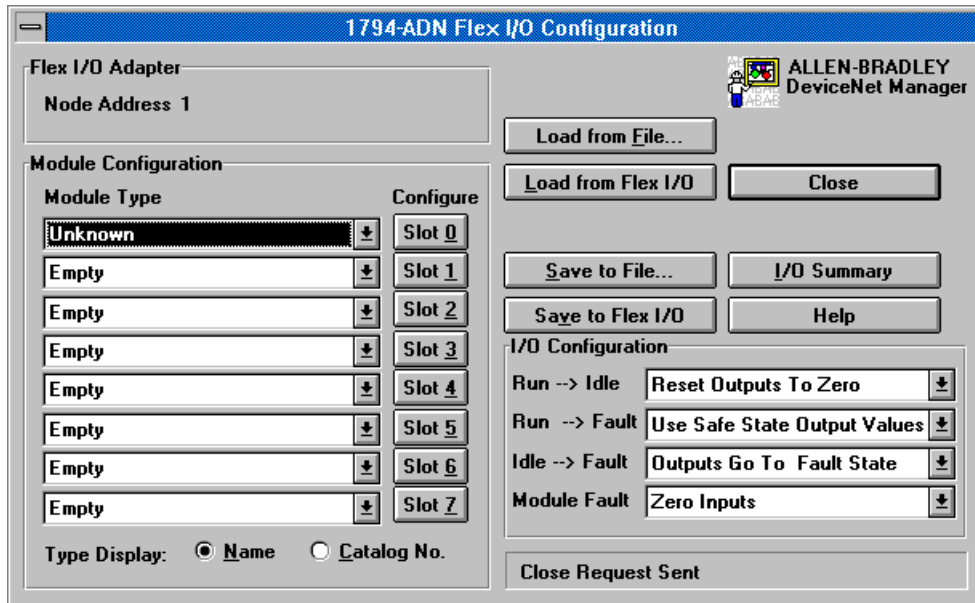 1794-ADN Flex I/O Configuration
Flex I/O Adapter
Node Address 1
ALLEN-BRADLEY
DeviceNet Manager
Load from File...
Load from Flex I/O
Close
Save to File...
I/O Summary
Save to Flex I/O
Help
Module Configuration
Module Type
Configure
Unknown
Slot 0
Empty
Slot 1
Empty
Slot 2
Empty
Slot 3
Empty
Slot 4
Empty
Slot 5
Empty
Slot 6
Empty
Slot 7
Type Display:
Name
Catalog No.
I/O Configuration
Run --> Idle
Reset Outputs To Zero
Run --> Fault
Use Safe State Output Values
Idle --> Fault
Outputs Go To Fault State
Module Fault
Zero Inputs
Close Request Sent